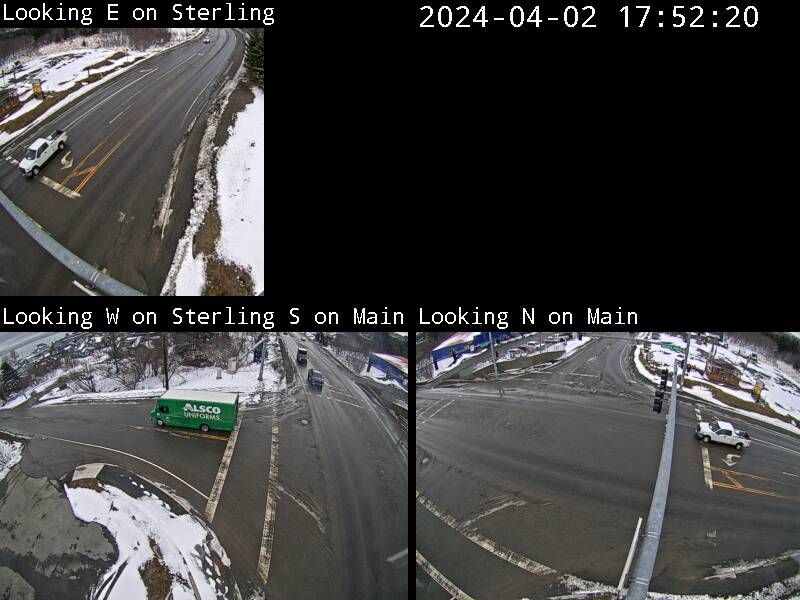 Looking E on Sterling
2024-04-02 17:52:20
Looking W on Sterling S on Main
Looking N on Main
ALSCO
UNIFORMS